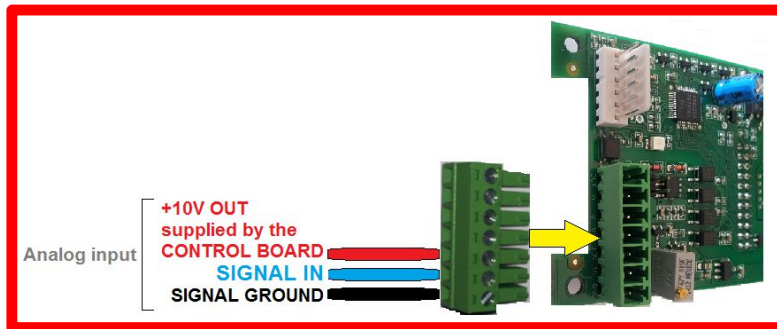 +10V OUT
supplied by the
CONTROL BOARD
Analog input
SIGNAL IN
SIGNAL GROUND